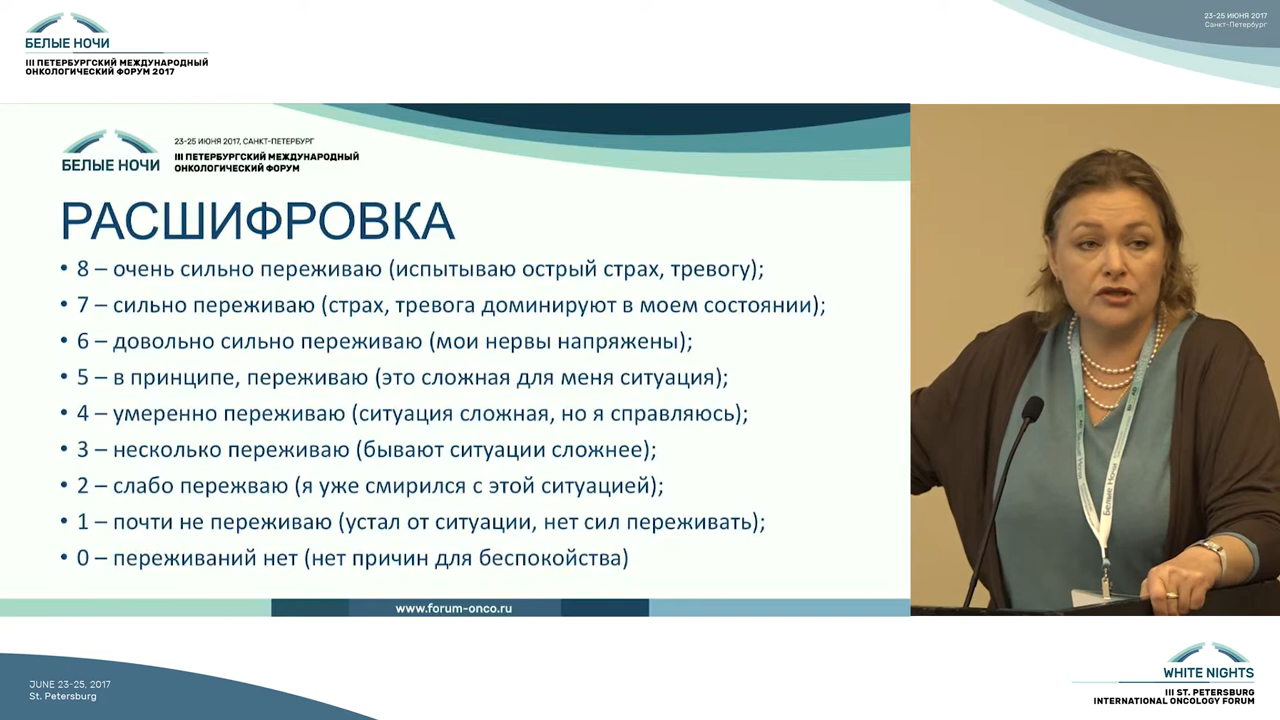 БЕЛЫЕ НОЧИ
III ПЕТЕРБУРГСКИЙ МЕЖДУНАРОДНЫЙ
ОНКОЛОГИЧЕСКИЙ ФОРУМ 2017
23-25 ИЮНЯ 2017
Санкт-Петербург
БЕЛЫЕ НОЧИ
23-25 ИЮНЯ 2017, САНКТ-ПЕТЕРБУРГ
III ПЕТЕРБУРГСКИЙ МЕЖДУНАРОДНЫЙ
ОНКОЛОГИЧЕСКИЙ ФОРУМ
РАСШИФРОВКА
• 8 – очень сильно переживаю (испытываю острый страх, тревогу);
• 7 – сильно переживаю (страх, тревога доминируют в моем состоянии);
• 6 – довольно сильно переживаю (мои нервы напряжены);
• 5 – в принципе, переживаю (это сложная для меня ситуация);
• 4 – умеренно переживаю (ситуация сложная, но я справляюсь);
• 3 – несколько переживаю (бывают ситуации сложнее);
• 2 – слабо пережваю (я уже смирился с этой ситуацией);
• 1 – почти не переживаю (устал от ситуации, нет сил переживать);
• 0 – переживаний нет (нет причин для беспокойства)
www.forum-onco.ru
Белые Ночи
JUNE 23-25, 2017
St. Petersburg
WHITE NIGHTS
III ST. PETERSBURG
INTERNATIONAL ONCOLOGY FORUM